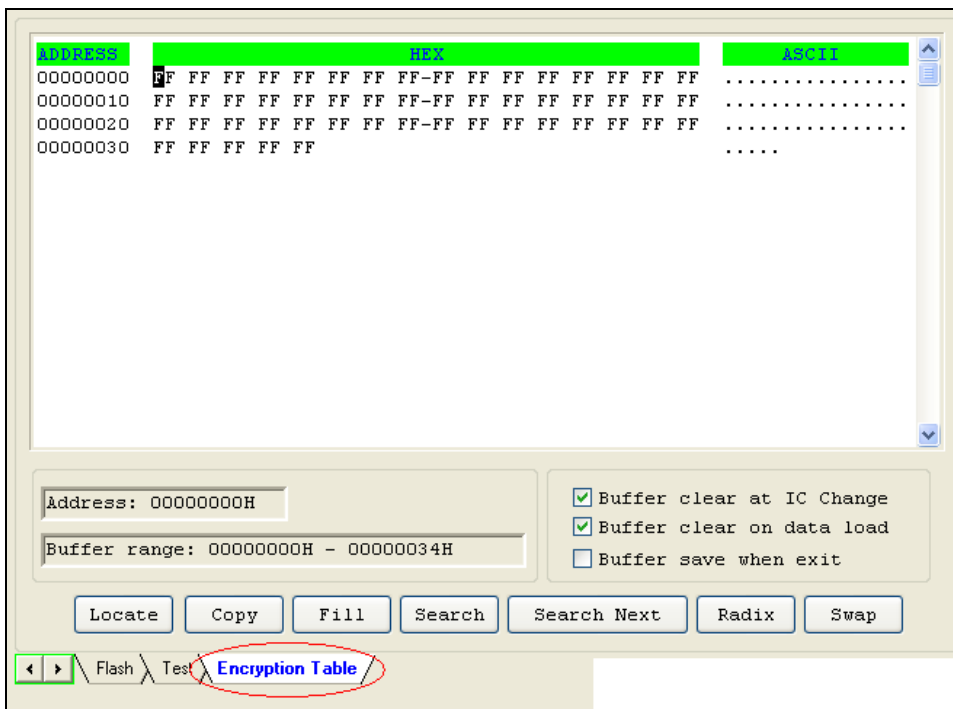 ADDRESS HEX ASCII
00000000 FF FF FF FF FF FF FF FF-FF FF FF FF FF FF FF FF ................
00000010 FF FF FF FF FF FF FF FF-FF FF FF FF FF FF FF FF ................
00000020 FF FF FF FF FF FF FF FF-FF FF FF FF FF FF FF FF ................
00000030 FF FF FF FF FF .....
Address: 00000000H
Buffer range: 00000000H - 00000034H
Buffer clear at IC Change
Buffer clear on data load
Buffer save when exit
Locate Copy Fill Search Search Next Radix Swap
Flash Test Encryption Table